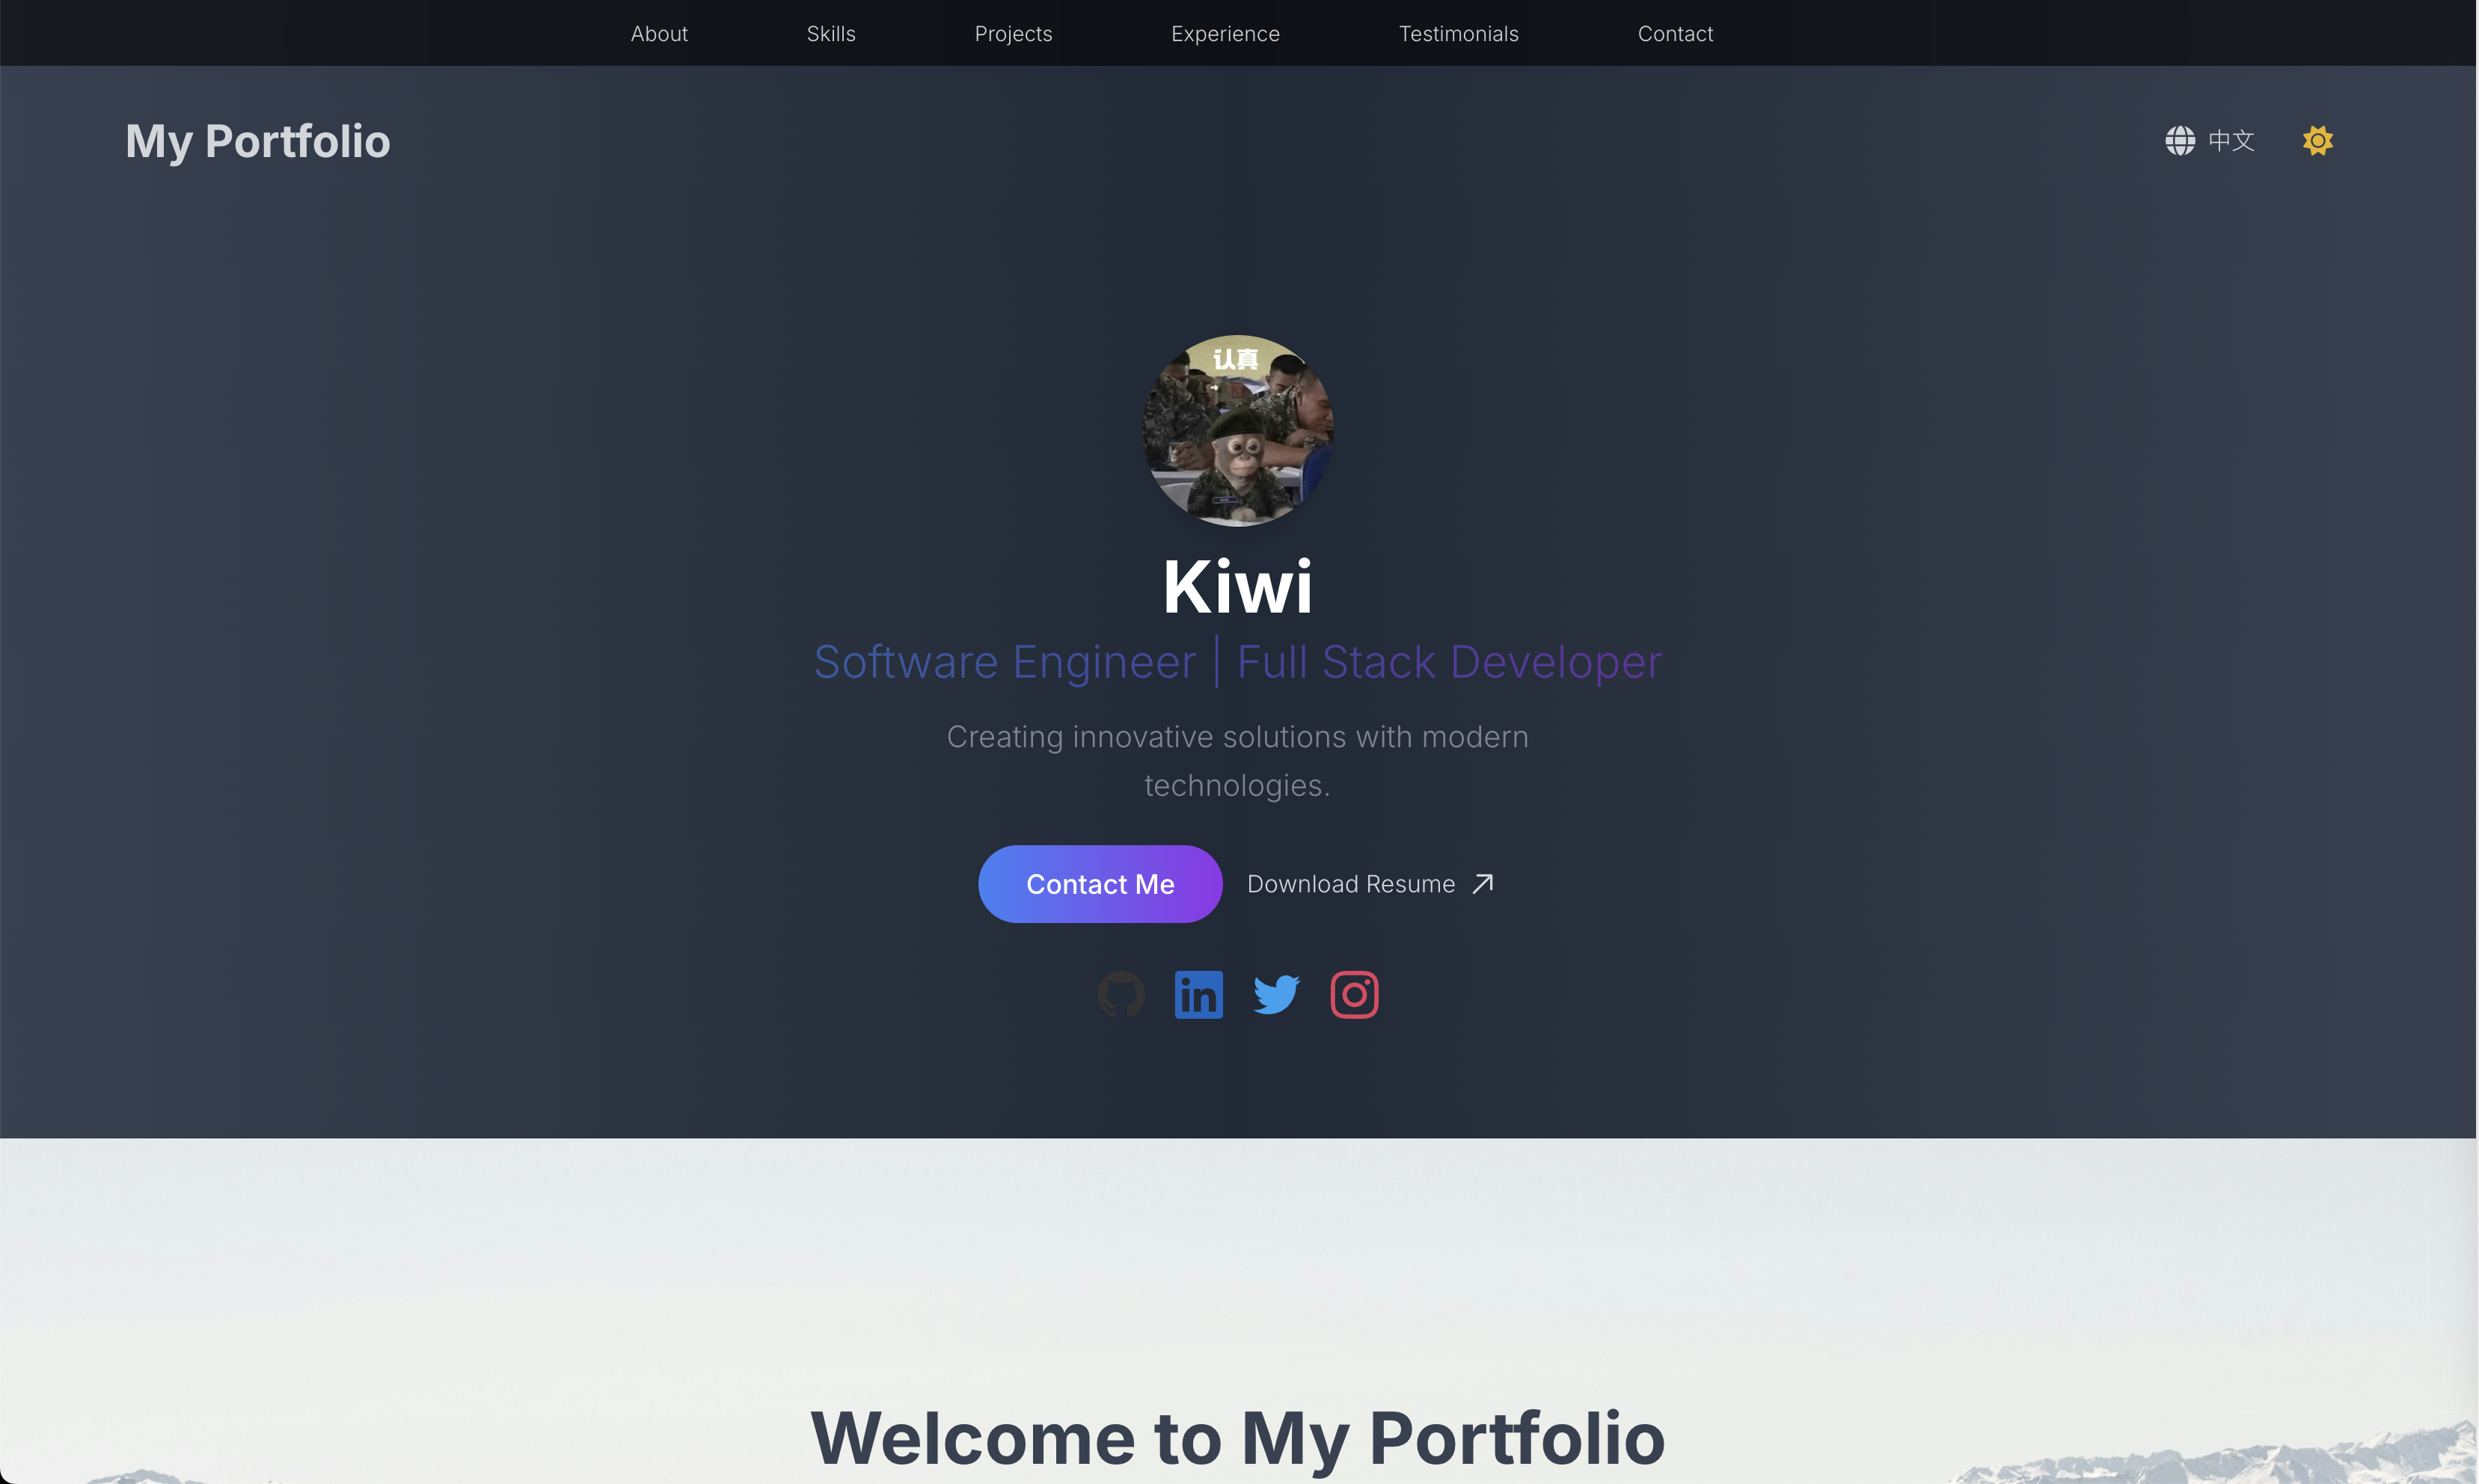 About
Skills
Projects
Experience
Testimonials
Contact
My Portfolio
中文
认真
Kiwi
Software Engineer | Full Stack Developer
Creating innovative solutions with modern
technologies.
Contact Me
Download Resume
in
Welcome to My Portfolio